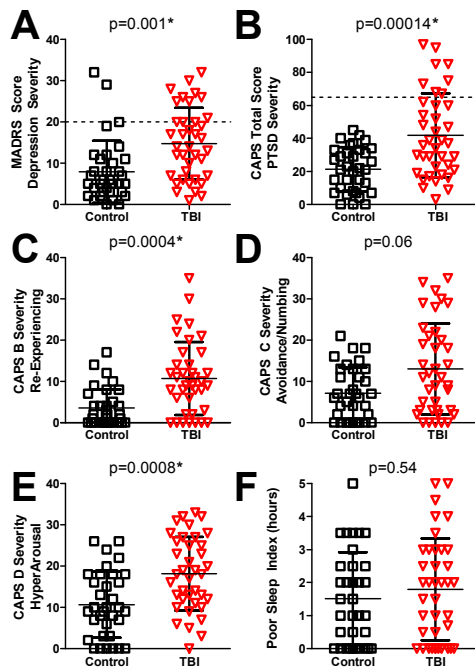 A
p=0.001*
MADRS Score
Depression Severity
40
30
20
10
0
Control
TBI
B
p=0.00014*
CAPS Total Score
PTSD Severity
100
80
60
40
20
0
Control
TBI
C
p=0.0004*
CAPS B Severity
Re-Experiencing
40
30
20
10
0
Control
TBI
D
p=0.06
CAPS C Severity
Avoidance/Numbing
40
30
20
10
0
Control
TBI
E
p=0.0008*
CAPS D Severity
HyperArousal
40
30
20
10
0
Control
TBI
F
p=0.54
Poor Sleep Index (hours)
5
4
3
2
1
0
Control
TBI